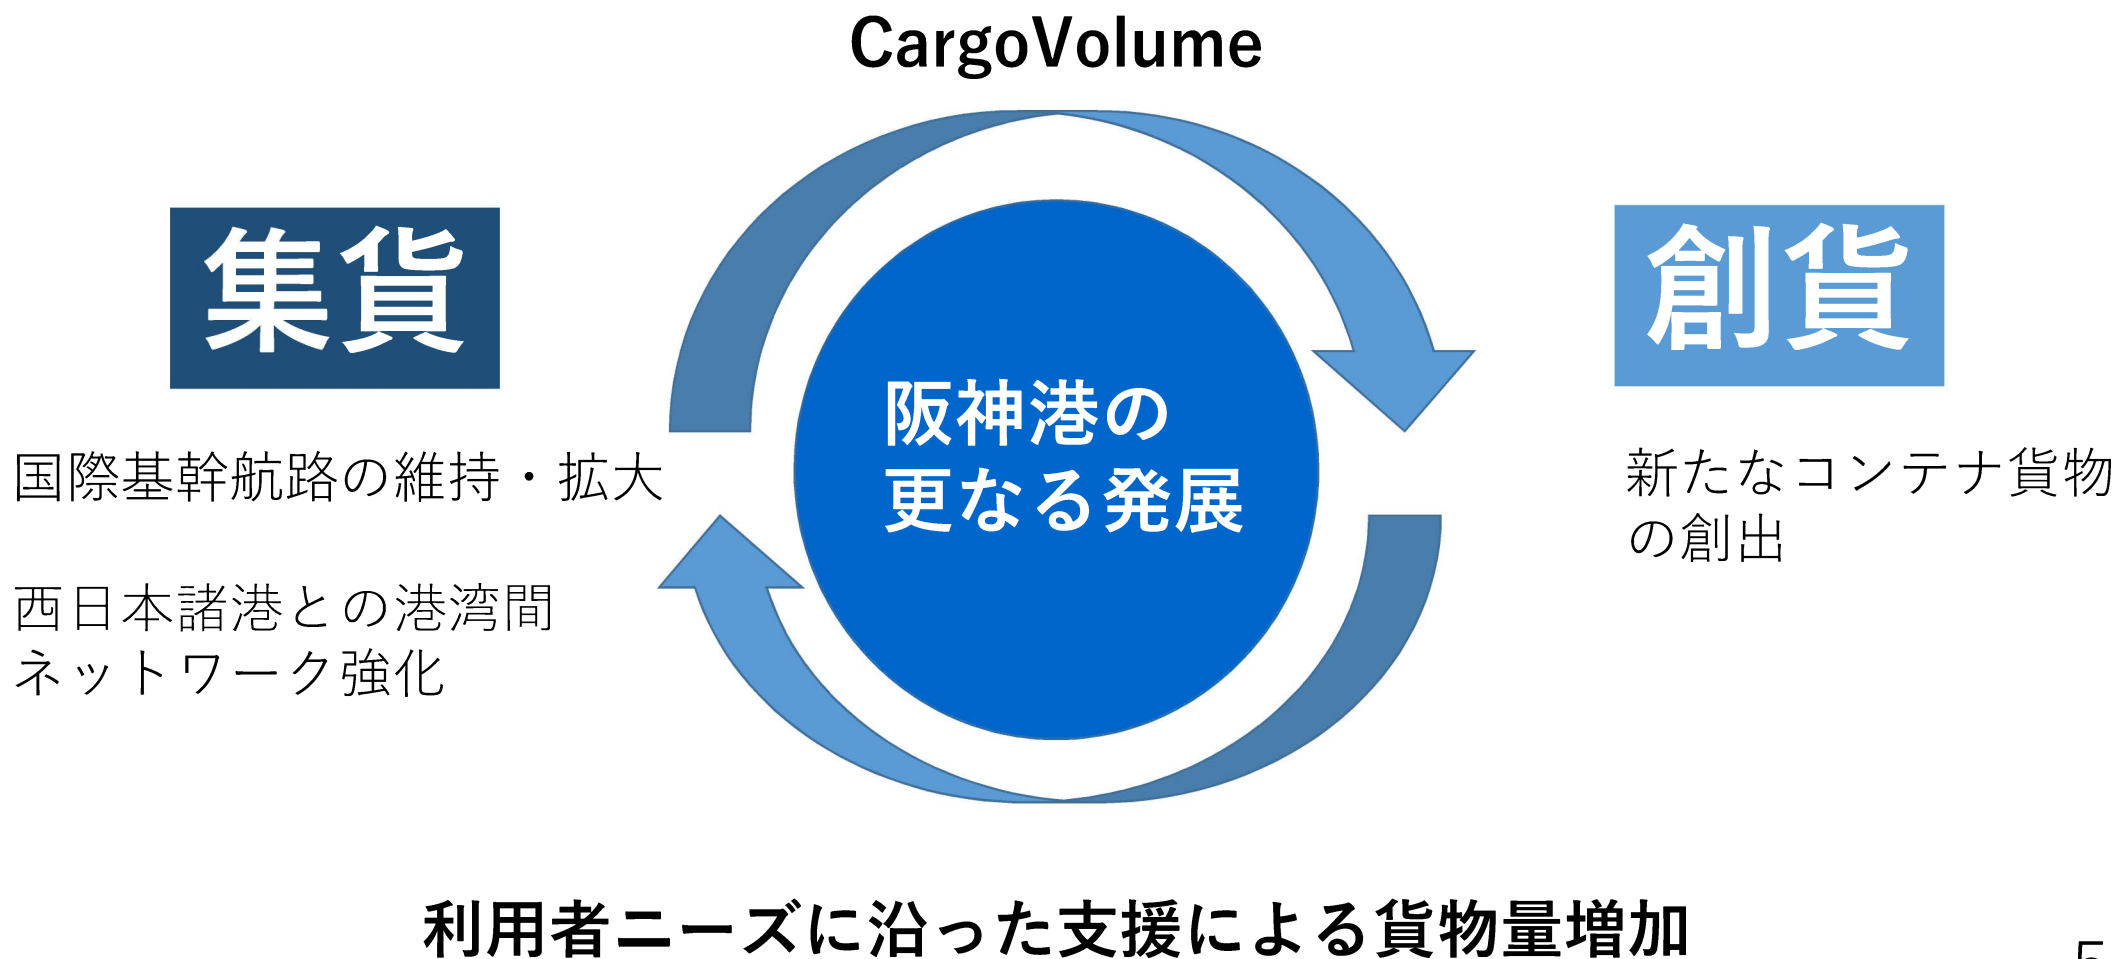 CargoVolume
集貨
国際基幹航路の維持・拡大
西日本諸港との港湾間
ネットワーク強化
阪神港の
更なる発展
創貨
新たなコンテナ貨物
の創出
利用者ニーズに沿った支援による貨物量増加
5